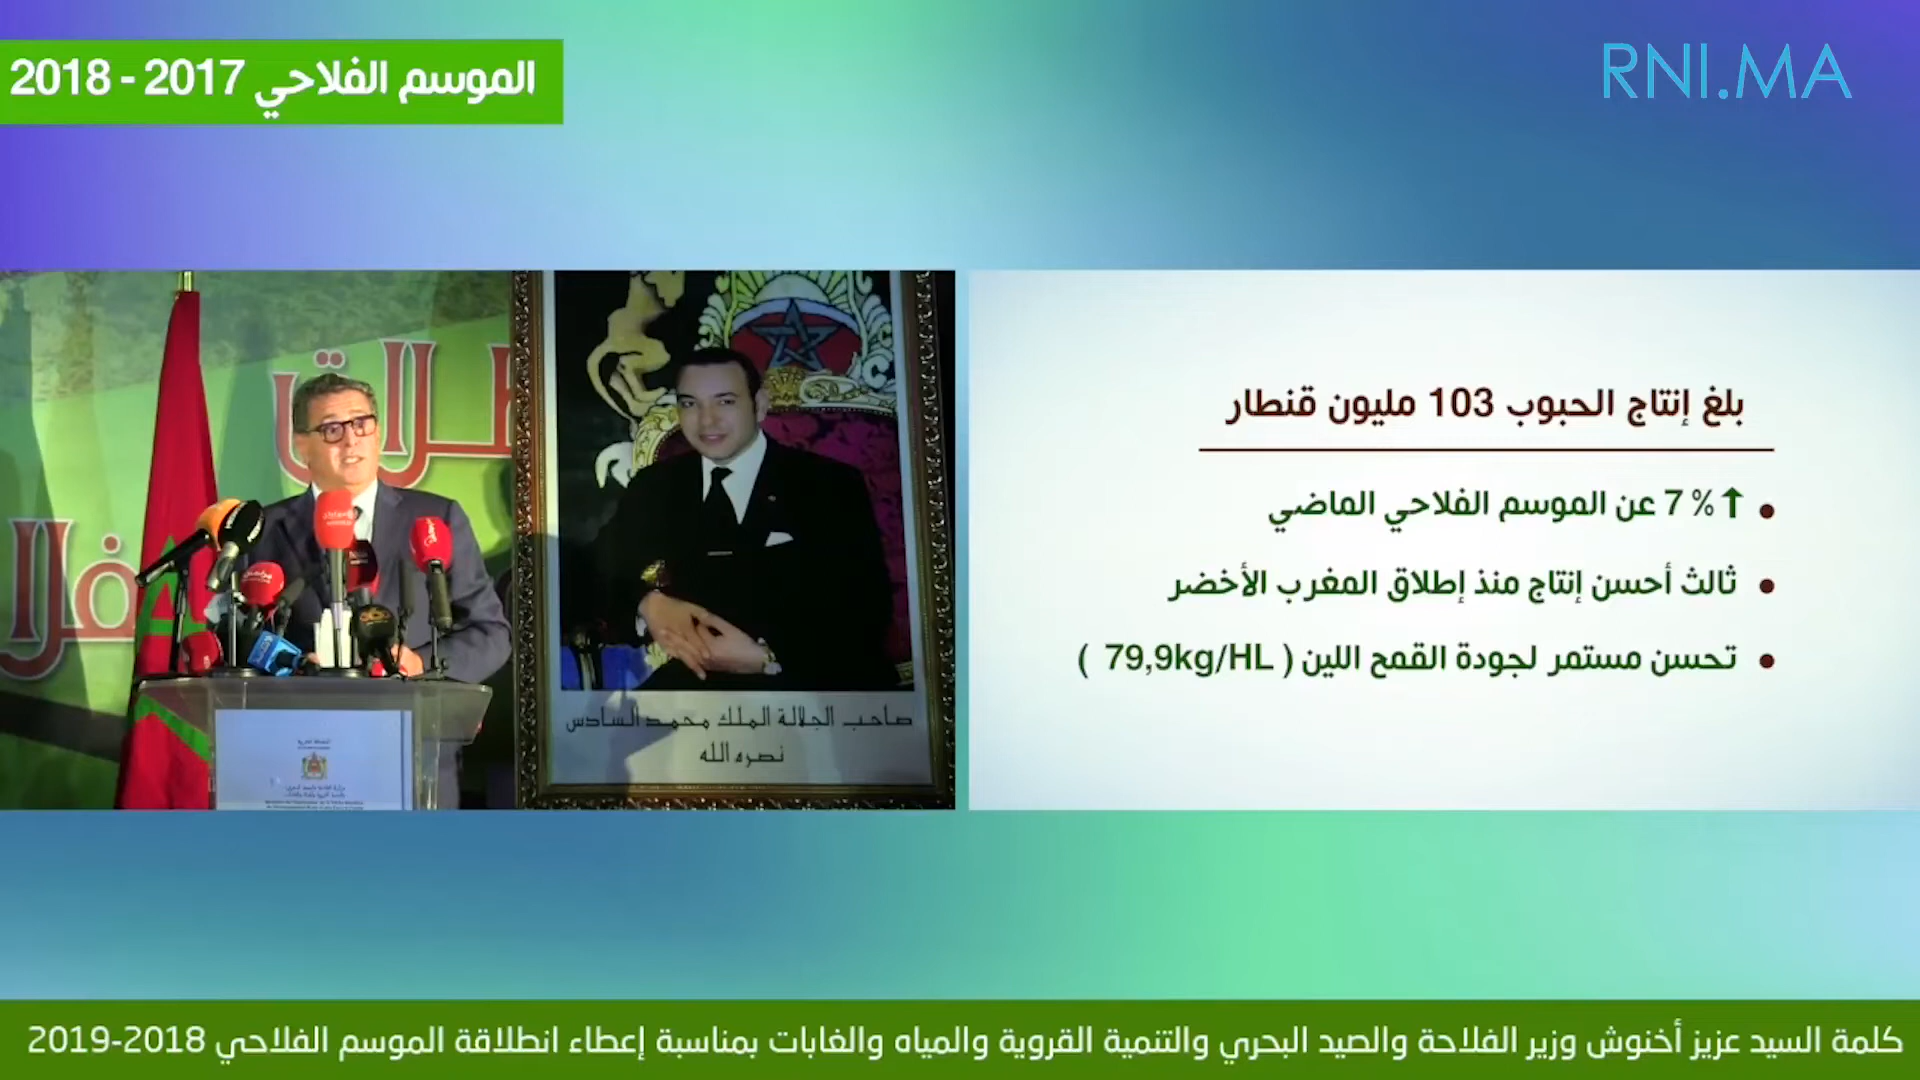 الموسم الفلاحي 2017 - 2018
RNI.MA
بلغ إنتاج الحبوب 103 مليون قنطار
7 % عن الموسم الفلاحي الماضي
ثالث أحسن إنتاج منذ إطلاق المغرب الأخضر
تحسن مستمر لجودة القمح اللين ( 79,9kg/HL )
صاحب الجلالة الملك محمد السادس
نصره الله
كلمة السيد عزيز أخنوش وزير الفلاحة والصيد البحري والتنمية القروية والمياه والغابات بمناسبة إعطاء انطلاقة الموسم الفلاحي 2018-2019